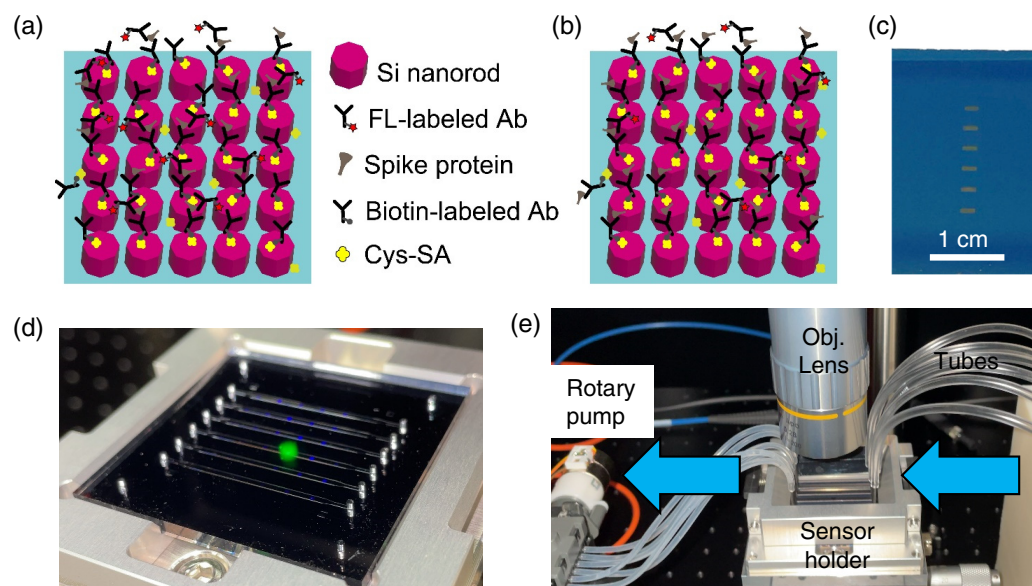 (a)
(b)
(c)
Si nanorod
FL-labeled Ab
Spike protein
Biotin-labeled Ab
Cys-SA
1 cm
(d)
(e)
Obj.
Lens
Tubes
Rotary
pump
Sensor
holder